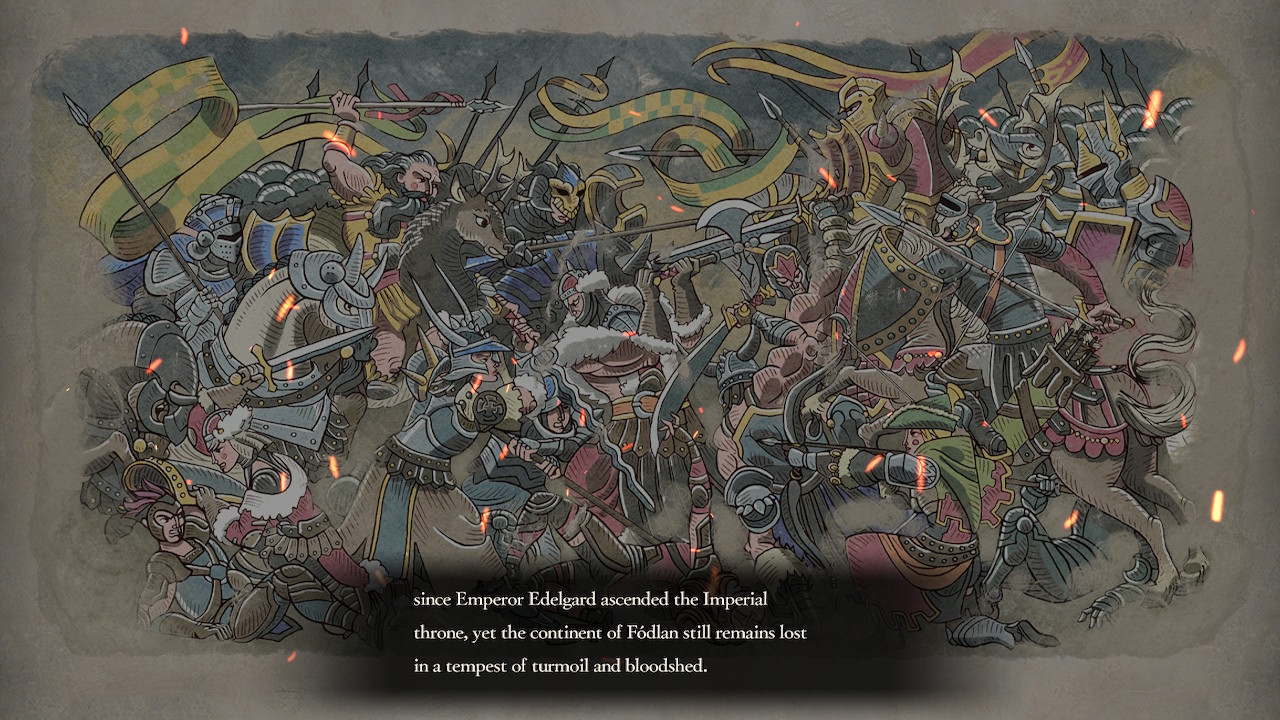 since Emperor Edelgard ascended the Imperial
throne, yet the continent of Fódlan still remains lost
in a tempest of turmoil and bloodshed.